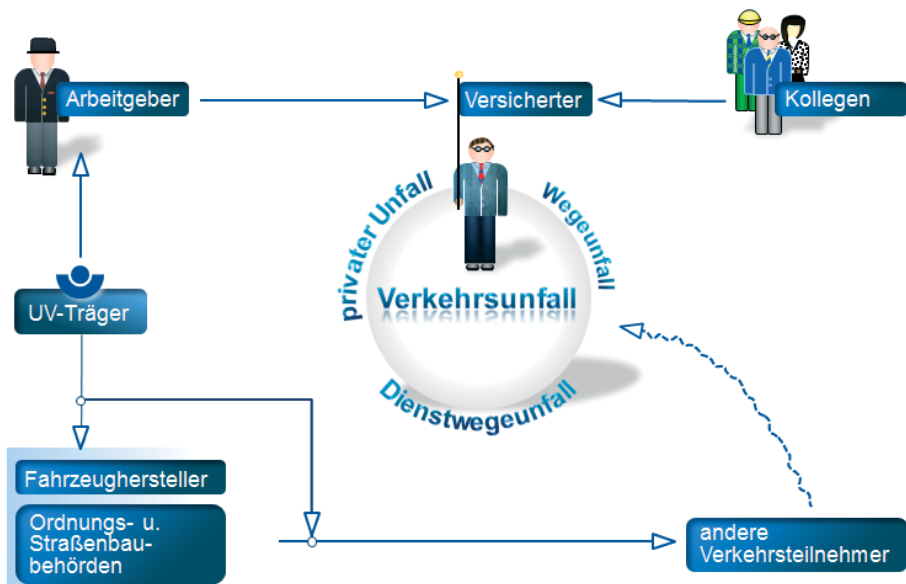 Arbeitgeber
Versicherter
Kollegen
privater Unfall
Wegeunfall
Verkehrsunfall
Dienstwegeunfall
UV-Träger
Fahrzeughersteller
Ordnungs- u.
Straßenbau-
behörden
andere
Verkehrsteilnehmer